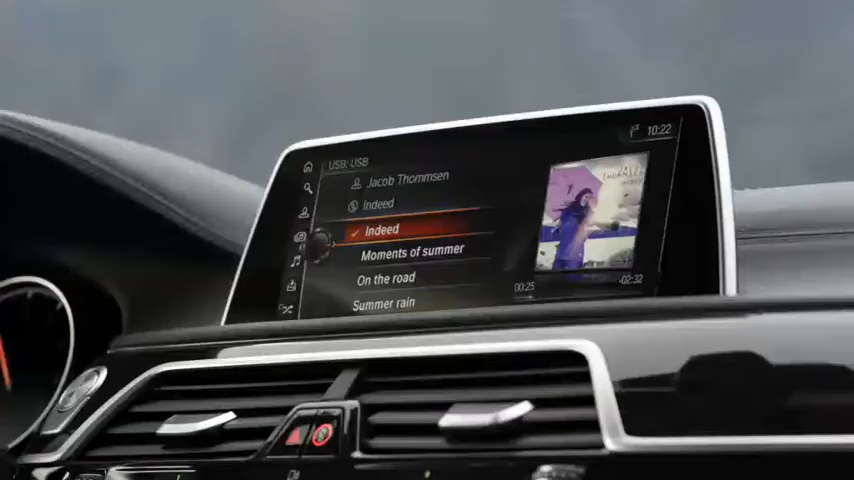 USB: USB
10:22
Jacob Thommsen
Indeed
Indeed
Moments of summer
On the road
Summer rain
00:25
-02:32